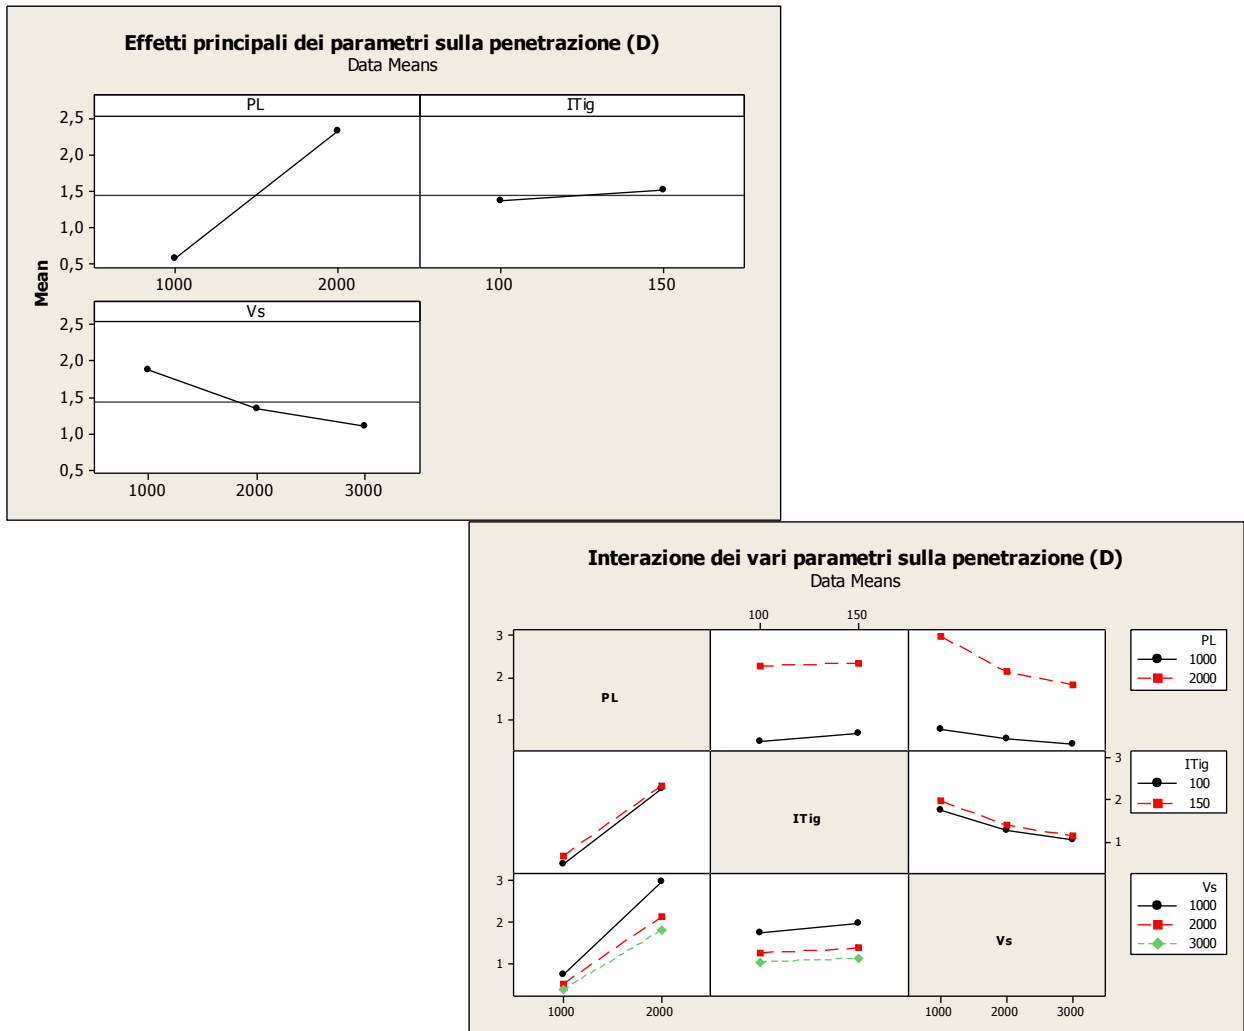 Effetti principali dei parametri sulla penetrazione (D)
Data Means
PL
ITig
2,5
2,0
1,5
1,0
0,5
1000
2000
100
150
Mean
Vs
2,5
2,0
1,5
1,0
0,5
1000
2000
3000
Interazione dei vari parametri sulla penetrazione (D)
Data Means
100
150
3
2
1
PL
PL
1000
2000
ITig
3
2
1
ITig
100
150
3
2
1
Vs
Vs
1000
2000
3000
1000
2000
1000
2000
3000